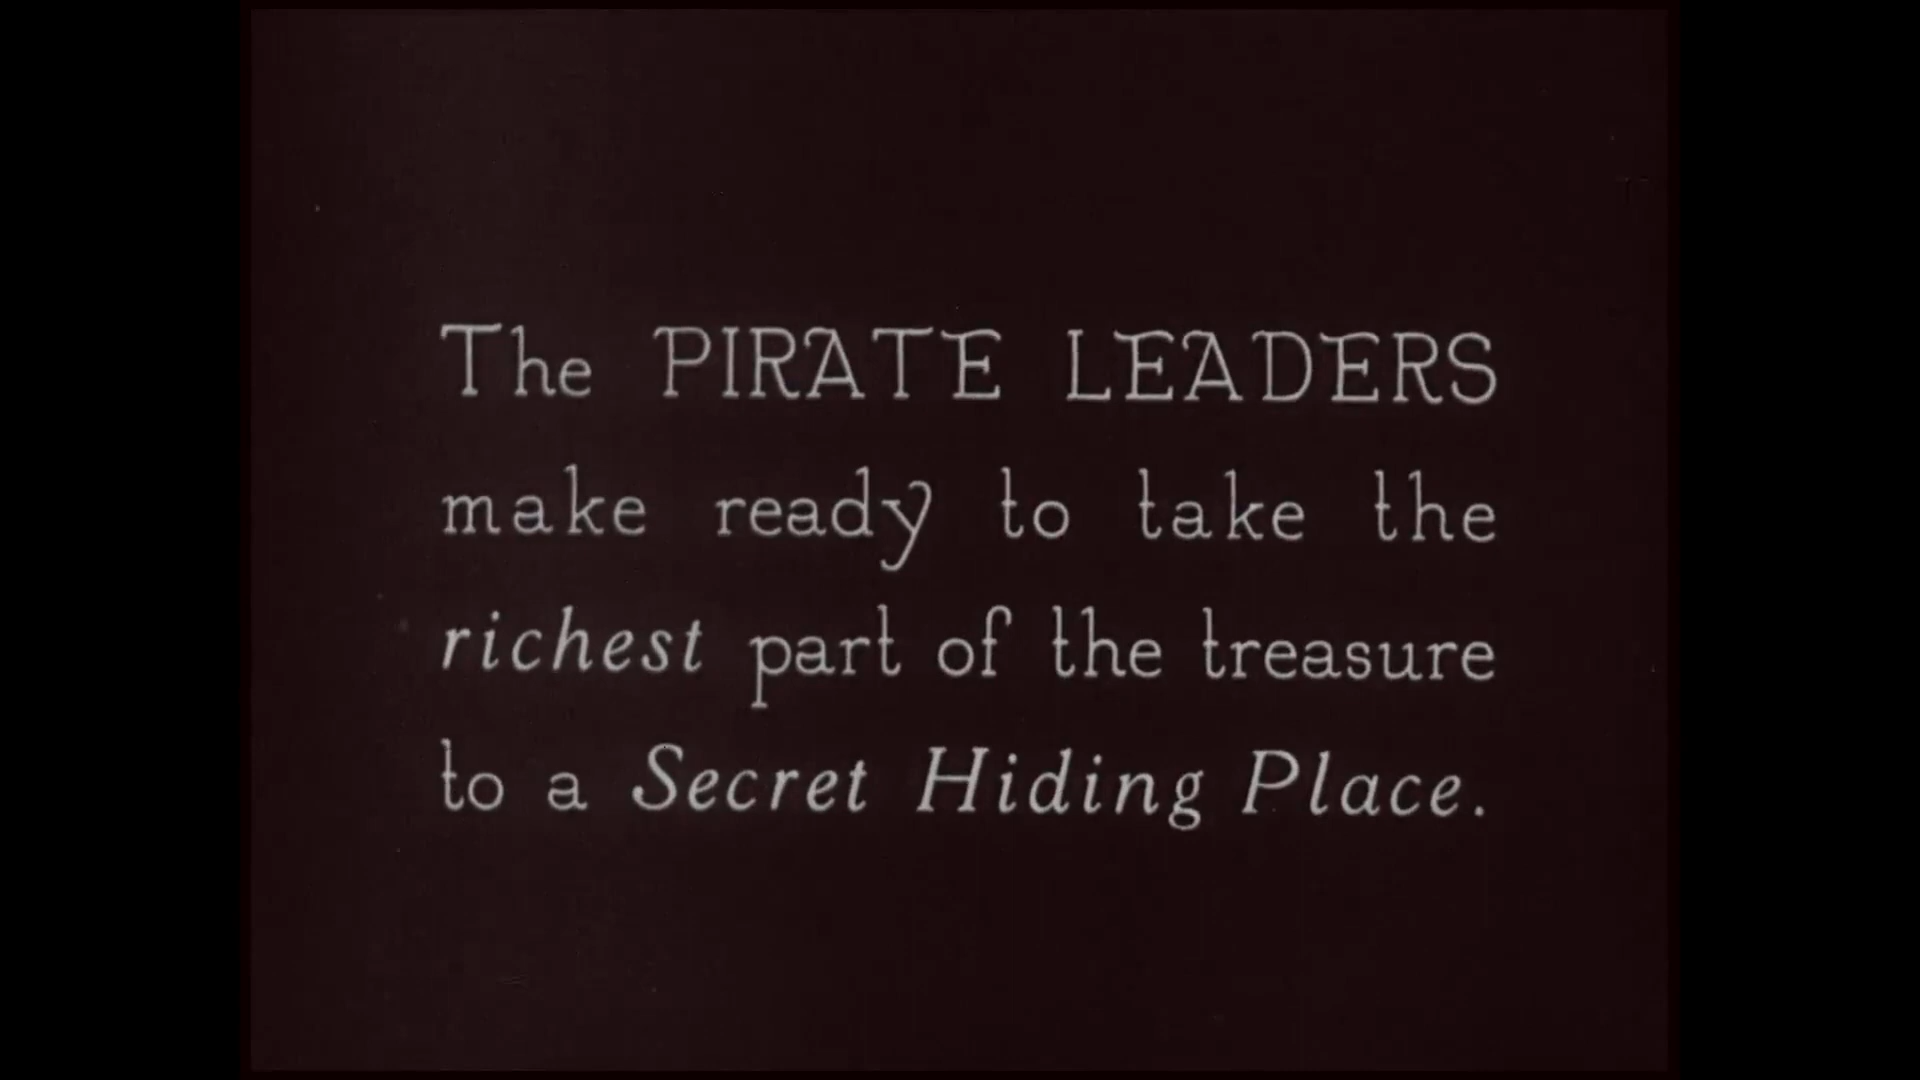 The PIRATE LEADERS
make ready to take the
richest part of the treasure
to a Secret Hiding Place.